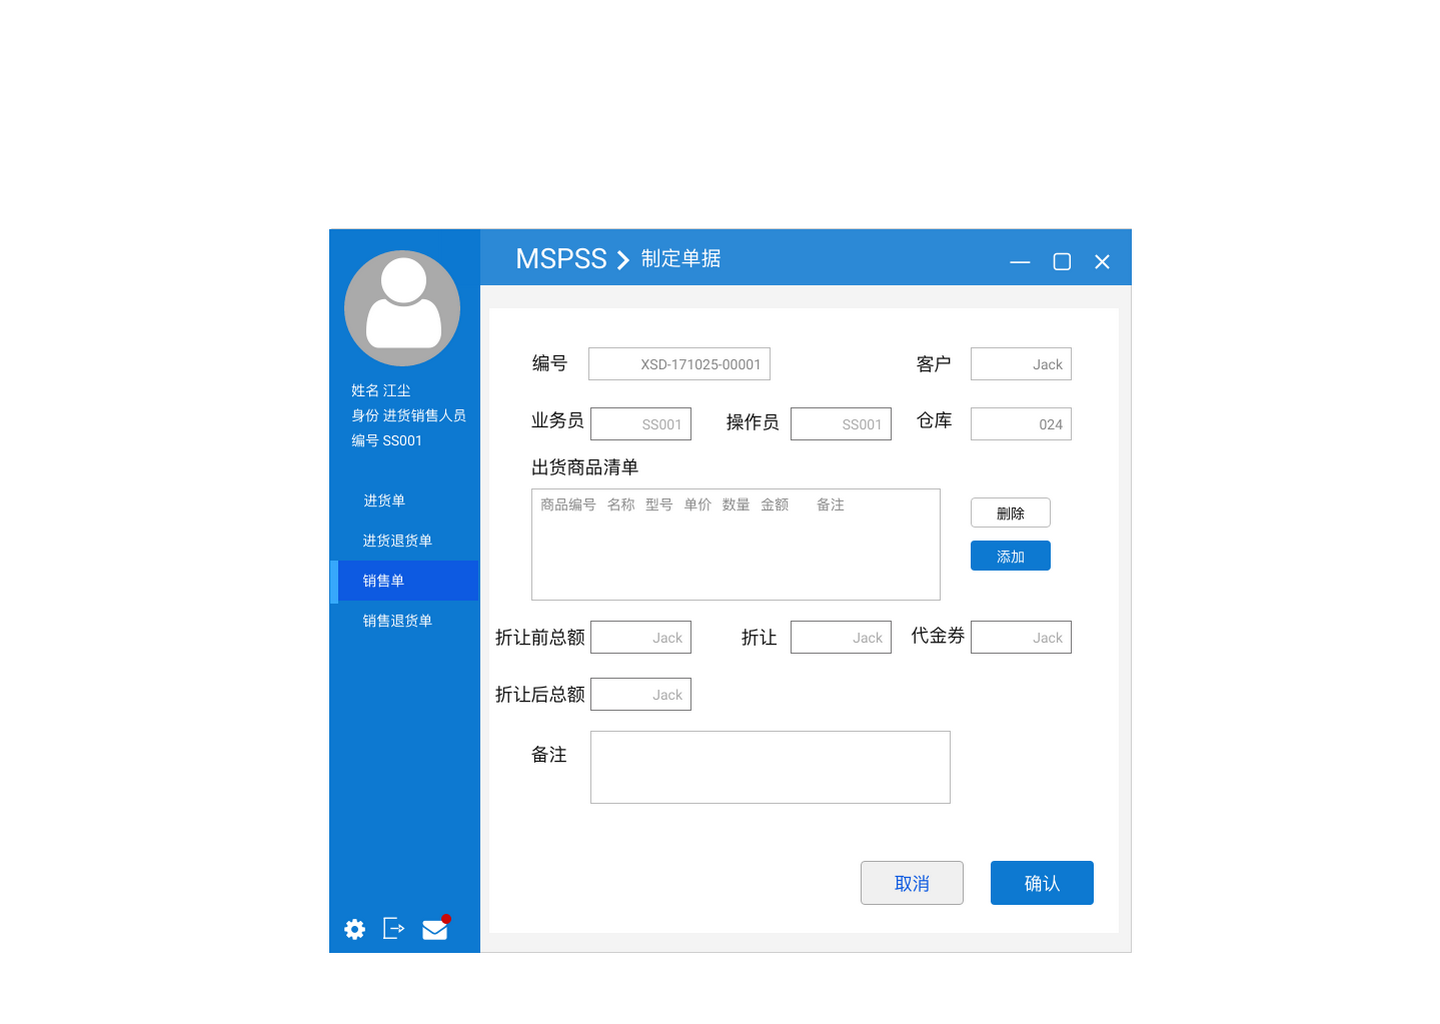 MSPSS 制定单据
姓名 江尘
身份 进货销售人员
编号 SS001
进货单
进货退货单
销售单
销售退货单
编号 XSD-171025-00001 客户 Jack
业务员 SS001 操作员 SS001 仓库 024
出货商品清单
商品编号 名称 型号 单价 数量 金额 备注
删除
添加
折让前总额 Jack 折让 Jack 代金券 Jack
折让后总额 Jack
备注
取消 确认